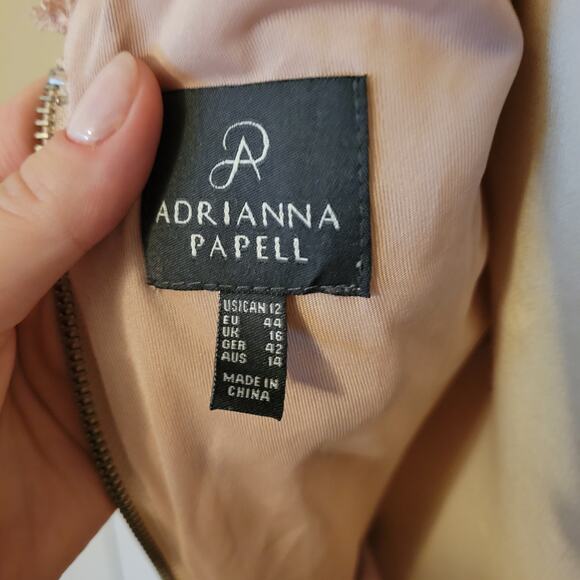 AP
ADRIANNA
PAPELL
US|CAN 12
EU 44
UK 16
GER 42
AUS 14
MADE IN
CHINA